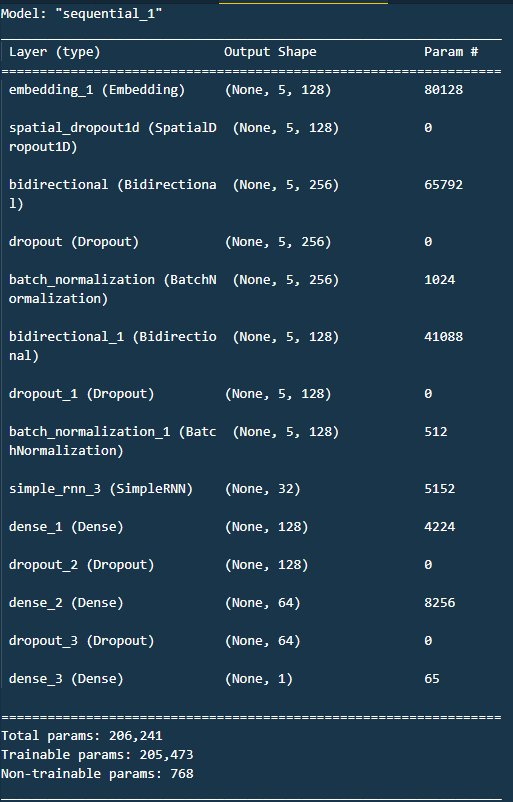 Model: "sequential_1"
Layer (type) Output Shape Param #
embedding_1 (Embedding) (None, 5, 128) 80128
spatial_dropout1d (SpatialD (None, 5, 128) 0
ropout1D)
bidirectional (Bidirectiona (None, 5, 256) 65792
l)
dropout (Dropout) (None, 5, 256) 0
batch_normalization (BatchN (None, 5, 256) 1024
ormalization)
bidirectional_1 (Bidirectio (None, 5, 128) 41088
nal)
dropout_1 (Dropout) (None, 5, 128) 0
batch_normalization_1 (Batc (None, 5, 128) 512
hNormalization)
simple_rnn_3 (SimpleRNN) (None, 32) 5152
dense_1 (Dense) (None, 128) 4224
dropout_2 (Dropout) (None, 128) 0
dense_2 (Dense) (None, 64) 8256
dropout_3 (Dropout) (None, 64) 0
dense_3 (Dense) (None, 1) 65
Total params: 206,241
Trainable params: 205,473
Non-trainable params: 768